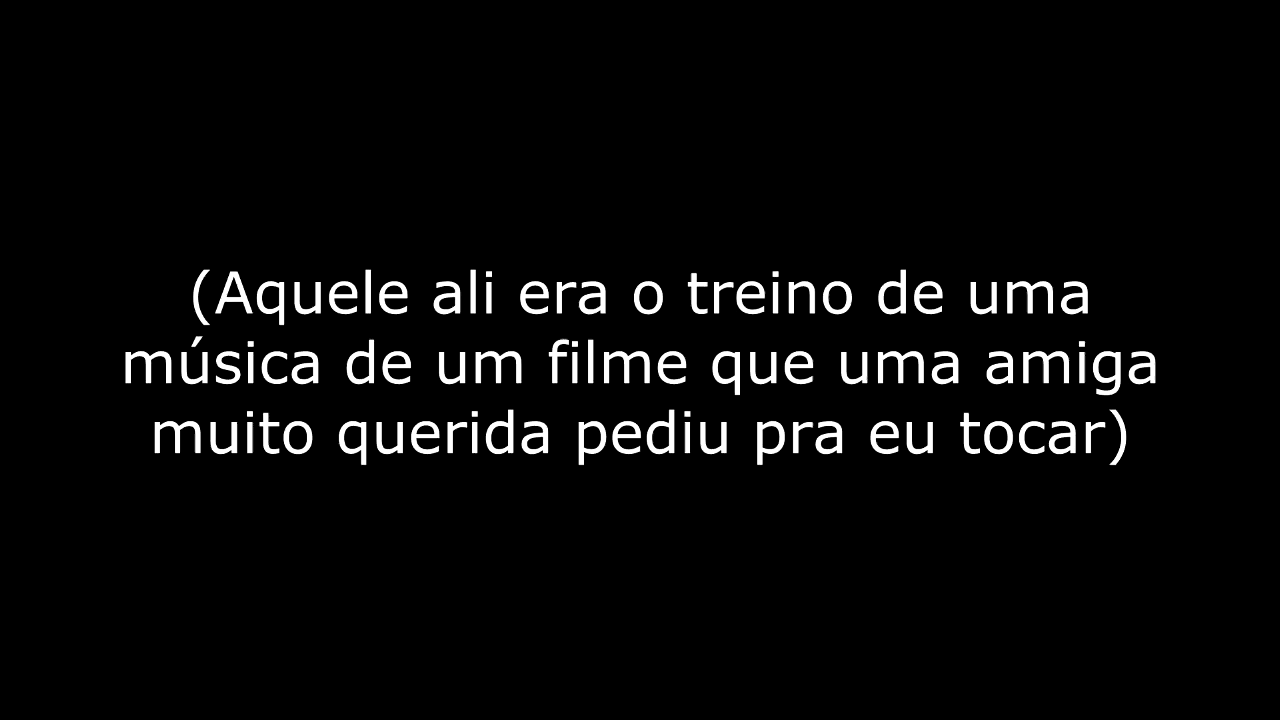 (Aquele ali era o treino de uma
música de um filme que uma amiga
muito querida pediu pra eu tocar)